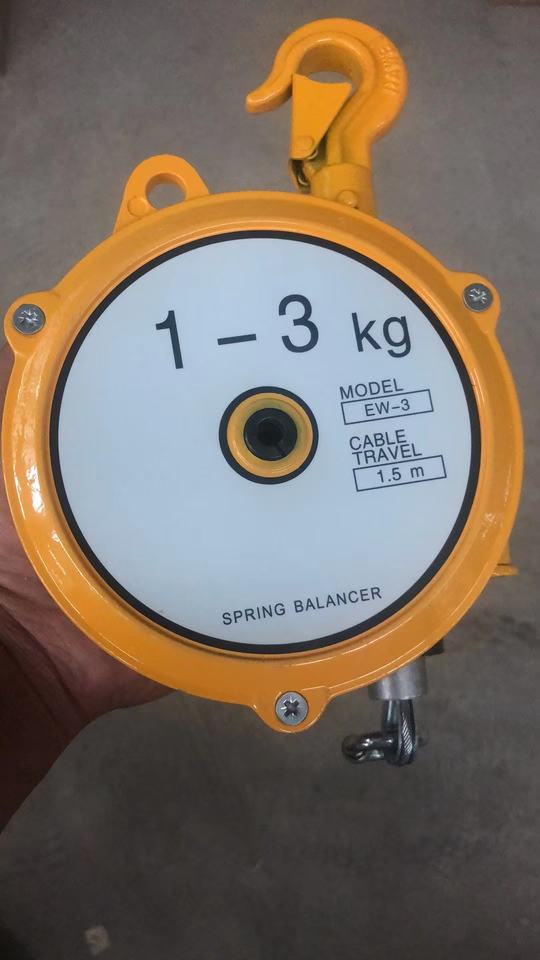 1 – 3 kg
MODEL
EW-3
CABLE
TRAVEL
1.5 m
SPRING BALANCER